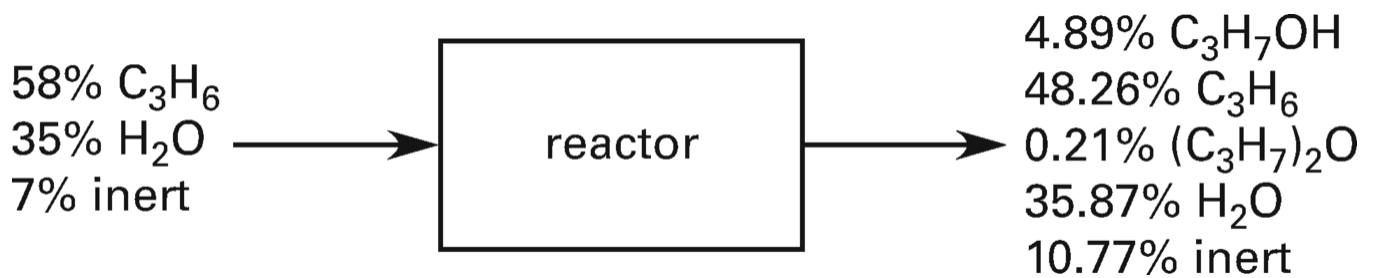 58% C₃H₆
35% H₂O
7% inert
reactor
4.89% C₃H₇OH
48.26% C₃H₆
0.21% (C₃H₇)₂O
35.87% H₂O
10.77% inert